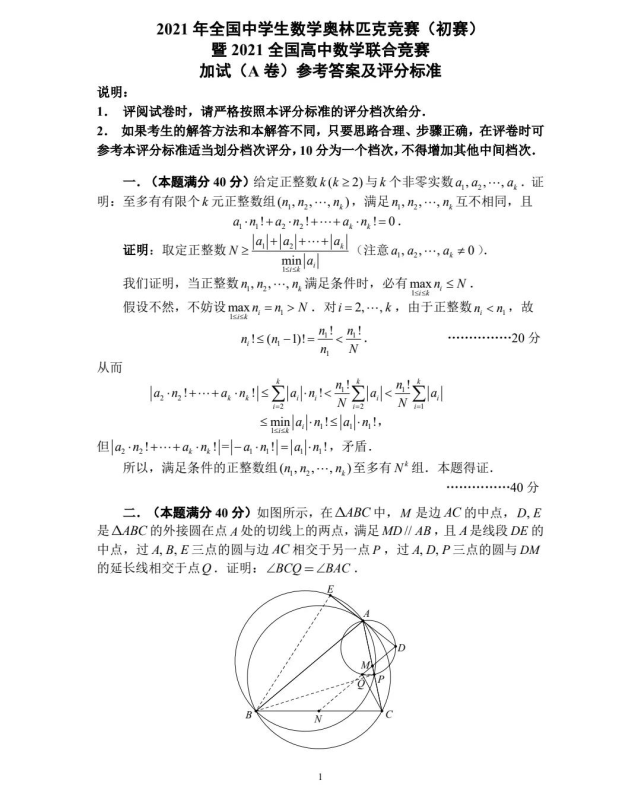 2021 年全国中学生数学奥林匹克竞赛（初赛）
暨 2021 全国高中数学联合竞赛
加试（A 卷）参考答案及评分标准
说明：
1． 评阅试卷时，请严格按照本评分标准的评分档次给分．
2． 如果考生的解答方法和本解答不同，只要思路合理、步骤正确，在评卷时可
参考本评分标准适当划分档次评分，10 分为一个档次，不得增加其他中间档次．
一．（本题满分 40 分）给定正整数 k (k ≥ 2) 与 k 个非零实数 a₁, a₂, ⋯, aₖ ．证
明：至多有有限个 k 元正整数组 (n₁, n₂, ⋯, nₖ)，满足 n₁, n₂, ⋯, nₖ 互不相同，且
a₁·n₁!+a₂·n₂!+⋯+aₖ·nₖ!=0．
证明：取定正整数 N ≥ (|a₁|+|a₂|+⋯+|aₖ|)/(min_{1≤i≤k}|aᵢ|)（注意 a₁, a₂, ⋯, aₖ ≠ 0 ）．
我们证明，当正整数 n₁, n₂, ⋯, nₖ 满足条件时，必有 max_{1≤i≤k} nᵢ ≤ N．
假设不然，不妨设 max_{1≤i≤k} nᵢ = n₁ > N．对 i = 2, ⋯, k，由于正整数 nᵢ < n₁，故
nᵢ! ≤ (n₁ − 1)! = n₁!/n₁ < n₁!/N． ⋯⋯⋯⋯⋯20 分
从而
|a₂·n₂!+⋯+aₖ·nₖ!| ≤ ∑_{i=2}^{k}|aᵢ|·nᵢ! < n₁!/N ∑_{i=2}^{k}|aᵢ| < n₁!/N ∑_{i=1}^{k}|aᵢ|
≤ min_{1≤i≤k}|aᵢ|·n₁! ≤ |a₁|·n₁!，
但 |a₂·n₂!+⋯+aₖ·nₖ!| = |−a₁·n₁!| = |a₁|·n₁!，矛盾．
所以，满足条件的正整数组 (n₁, n₂, ⋯, nₖ) 至多有 Nᵏ 组．本题得证．
⋯⋯⋯⋯⋯40 分
二．（本题满分 40 分）如图所示，在 △ABC 中，M 是边 AC 的中点，D, E
是 △ABC 的外接圆在点 A 处的切线上的两点，满足 MD // AB，且 A 是线段 DE 的
中点，过 A, B, E 三点的圆与边 AC 相交于另一点 P，过 A, D, P 三点的圆与 DM
的延长线相交于点 Q．证明：∠BCQ = ∠BAC．
E
A
D
M
Q P
B N C
1